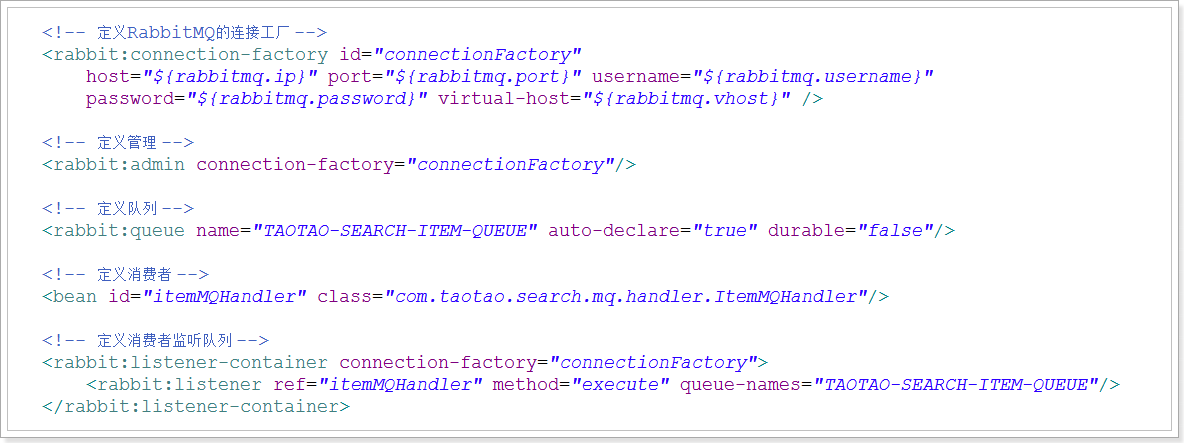 <!-- 定义RabbitMQ的连接工厂 -->
<rabbit:connection-factory id="connectionFactory"
host="${rabbitmq.ip}" port="${rabbitmq.port}" username="${rabbitmq.username}"
password="${rabbitmq.password}" virtual-host="${rabbitmq.vhost}" />
<!-- 定义管理 -->
<rabbit:admin connection-factory="connectionFactory"/>
<!-- 定义队列 -->
<rabbit:queue name="TAOTAO-SEARCH-ITEM-QUEUE" auto-declare="true" durable="false"/>
<!-- 定义消费者 -->
<bean id="itemMQHandler" class="com.taotao.search.mq.handler.ItemMQHandler"/>
<!-- 定义消费者监听队列 -->
<rabbit:listener-container connection-factory="connectionFactory">
<rabbit:listener ref="itemMQHandler" method="execute" queue-names="TAOTAO-SEARCH-ITEM-QUEUE"/>
</rabbit:listener-container>